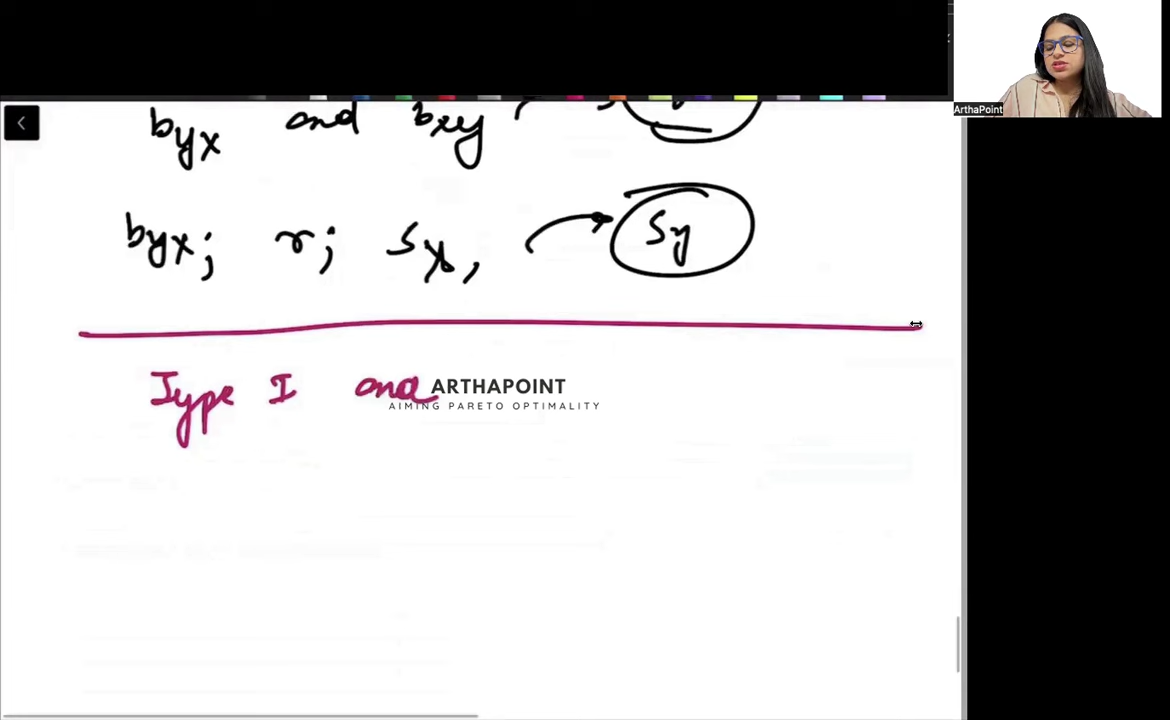 byx and bxy
byx; r; Sx, Sy
Type I and
ARTHAPOINT
AIMING PARETO OPTIMALITY
ArthaPoint